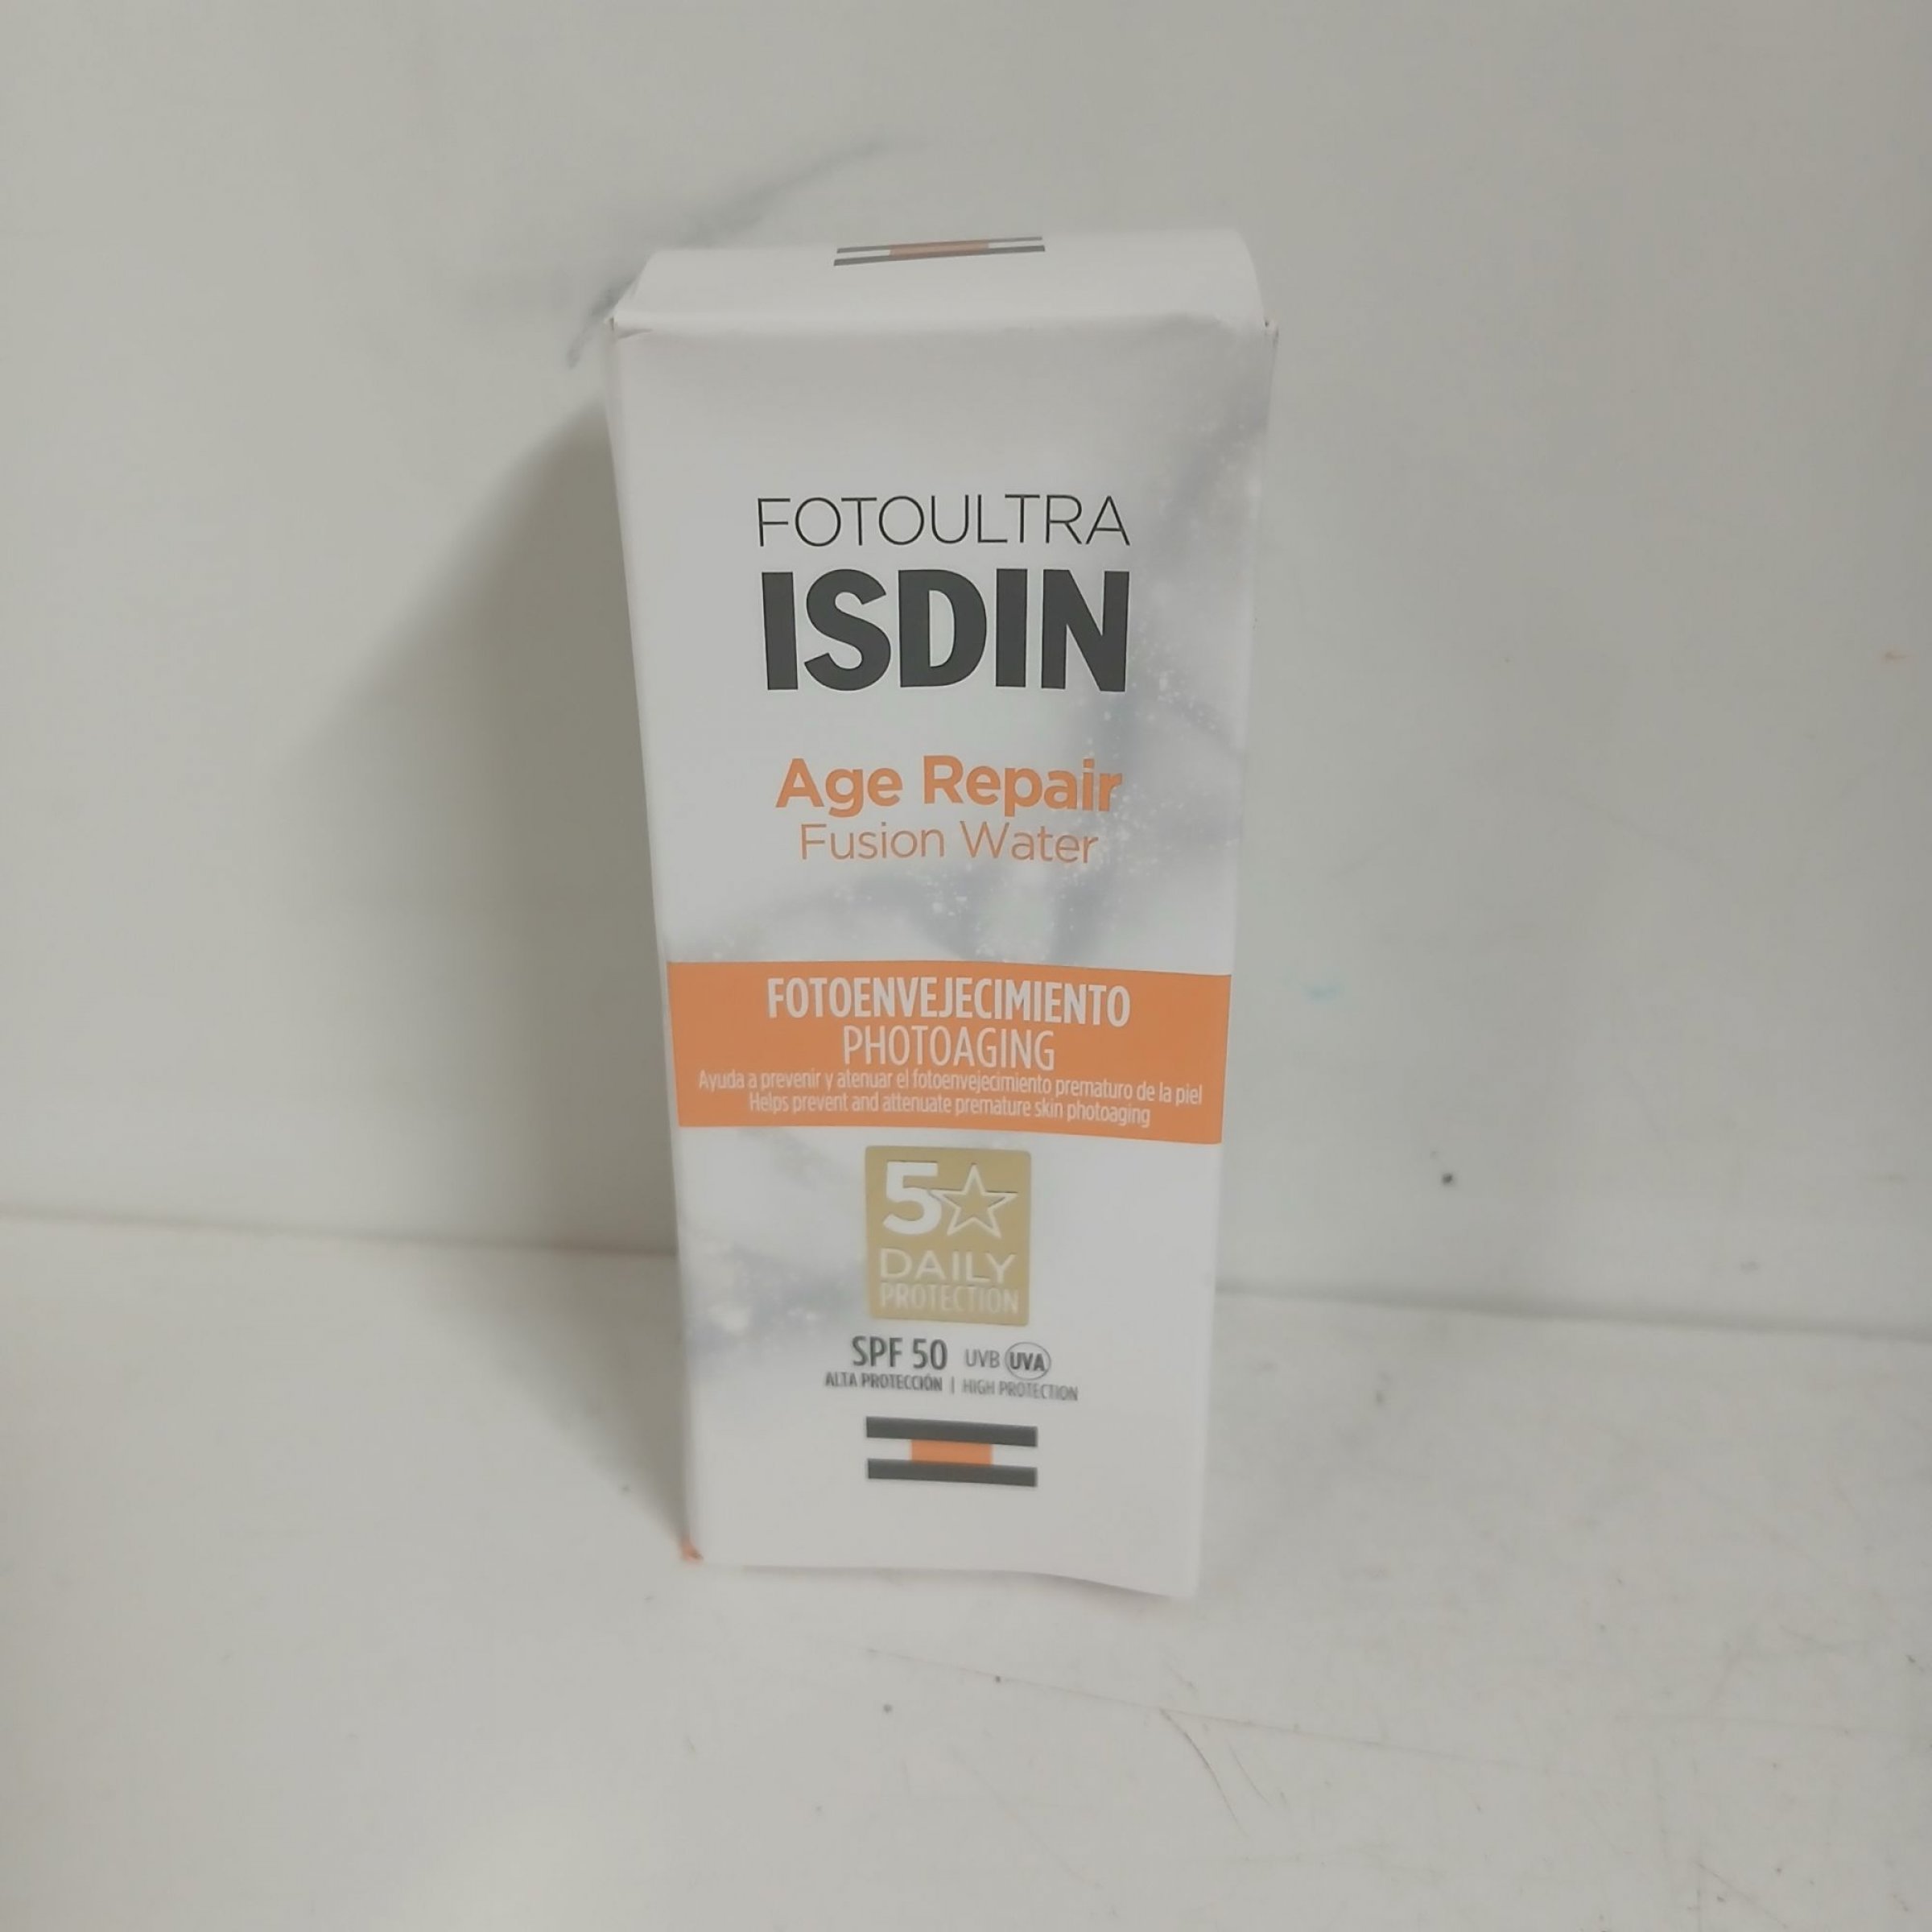 FOTOULTRA
ISDIN
Age Repair
Fusion Water
FOTOENVEJECIMIENTO
PHOTOAGING
Ayuda a prevenir y atenuar el fotoenvejecimiento prematuro de la piel
Helps prevent and attenuate premature skin photoaging
5
DAILY
PROTECTION
SPF 50 UVB UVA
ALTA PROTECCIÓN | HIGH PROTECTION